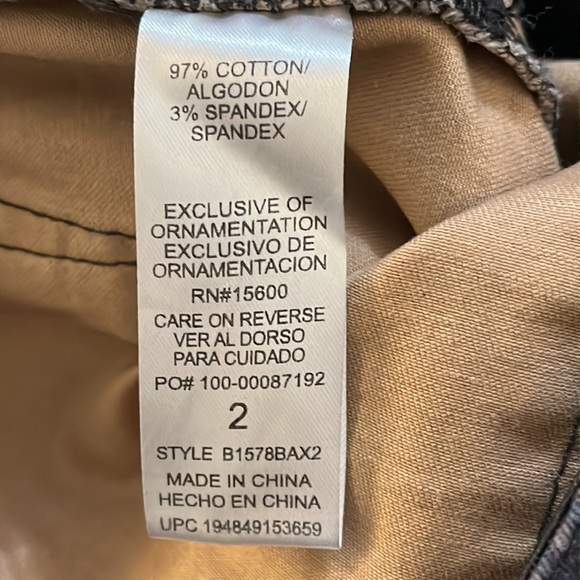 97% COTTON/
ALGODON
3% SPANDEX/
SPANDEX
EXCLUSIVE OF
ORNAMENTATION
EXCLUSIVO DE
ORNAMENTACION
RN#15600
CARE ON REVERSE
VER AL DORSO
PARA CUIDADO
PO# 100-00087192
2
STYLE B1578BAX2
MADE IN CHINA
HECHO EN CHINA
UPC 194849153659